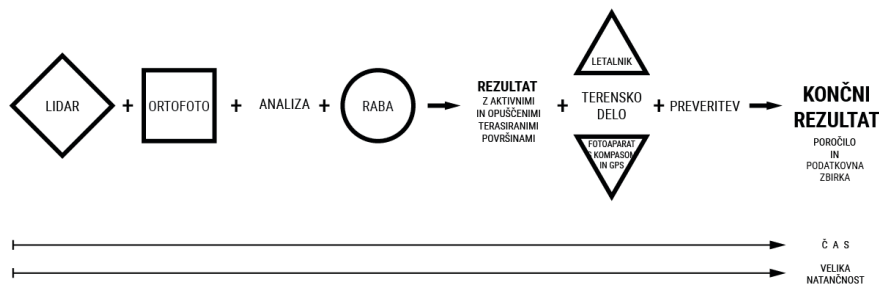 LIDAR
+
ORTOFOTO
+
ANALIZA
+
RABA
REZULTAT
Z AKTIVNIMI
IN OPUŠČENIMI
TERASIRANIMI
POVRŠINAMI
+
LETALNIK
TERENSKO
DELO
FOTOAPARAT
S KOMPASOM
IN GPS
+
PREVERITEV
KONČNI
REZULTAT
POROČILO
IN
PODATKOVNA
ZBIRKA
Č A S
VELIKA
NATANČNOST